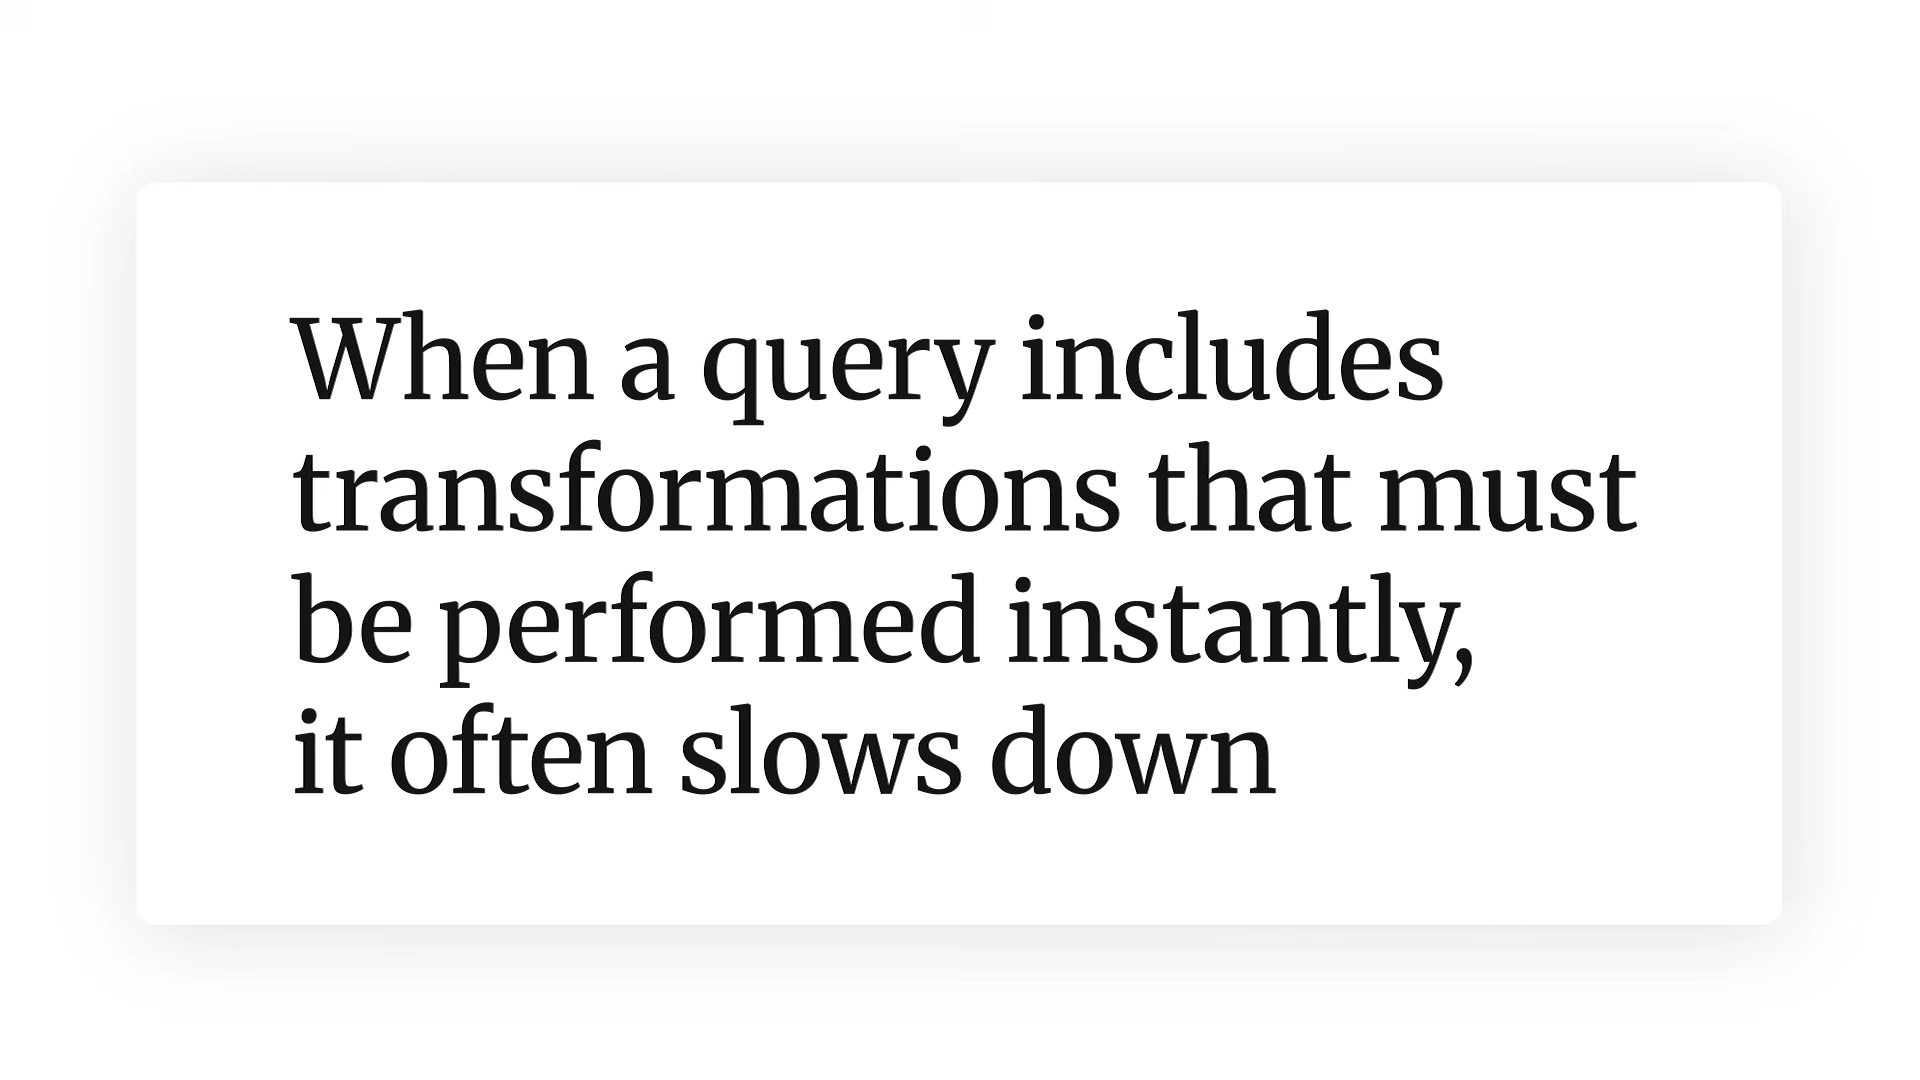 When a query includes
transformations that must
be performed instantly,
it often slows down